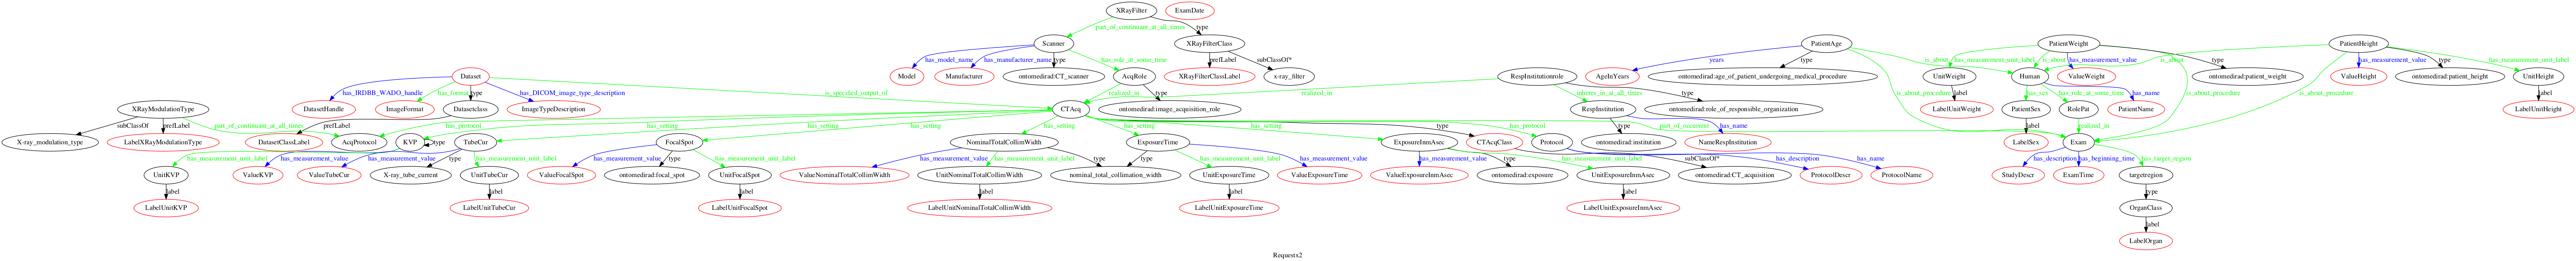 XRayFilter
ExamDate
part_of_continuant_at_all_times
type
Scanner
XRayFilterClass
PatientAge
PatientWeight
PatientHeight
has_model_name
has_manufacturer_name
type
has_role_at_some_time
prefLabel
subClassOf*
years
type
is_about
has_measurement_unit_label
is_about
has_measurement_value
type
is_about
has_measurement_value
type
has_measurement_unit_label
Dataset
Model
Manufacturer
ontomedirad:CT_scanner
AcqRole
XRayFilterClassLabel
x-ray_filter
RespInstitutionrole
AgeInYears
ontomedirad:age_of_patient_undergoing_medical_procedure
UnitWeight
Human
ValueWeight
ontomedirad:patient_weight
ValueHeight
ontomedirad:patient_height
UnitHeight
has_IRDBB_WADO_handle
has_format
type
has_DICOM_image_type_description
is_specified_output_of
realized_in
type
realized_in
inheres_in_at_all_times
type
is_about_procedure
label
has_sex
has_role_at_some_time
has_name
is_about_procedure
is_about_procedure
label
XRayModulationType
DatasetHandle
ImageFormat
Datasetclass
ImageTypeDescription
CTAcq
ontomedirad:image_acquisition_role
RespInstitution
ontomedirad:role_of_responsible_organization
LabelUnitWeight
PatientSex
RolePat
PatientName
LabelUnitHeight
subClassOf
prefLabel
part_of_continuant_at_all_times
prefLabel
has_protocol
has_setting
has_setting
has_setting
has_setting
has_setting
has_setting
type
has_protocol
type
has_name
part_of_occurrent
label
realized_in
X-ray_modulation_type
LabelXRayModulationType
AcqProtocol
DatasetClassLabel
KVP
type
TubeCur
FocalSpot
NominalTotalCollimWidth
ExposureTime
ExposureInmAsec
CTAcqClass
Protocol
ontomedirad:institution
NameRespInstitution
LabelSex
Exam
has_measurement_unit_label
has_measurement_value
has_measurement_value
type
has_measurement_unit_label
has_measurement_value
type
has_measurement_unit_label
has_measurement_value
has_measurement_unit_label
type
type
has_measurement_unit_label
has_measurement_value
has_measurement_value
type
has_measurement_unit_label
subClassOf*
has_description
has_name
has_description
has_beginning_time
has_target_region
UnitKVP
ValueKVP
ValueTubeCur
X-ray_tube_current
UnitTubeCur
ValueFocalSpot
ontomedirad:focal_spot
UnitFocalSpot
ValueNominalTotalCollimWidth
UnitNominalTotalCollimWidth
nominal_total_collimation_width
UnitExposureTime
ValueExposureTime
ValueExposureInmAsec
ontomedirad:exposure
UnitExposureInmAsec
ontomedirad:CT_acquisition
ProtocolDescr
ProtocolName
StudyDescr
ExamTime
targetregion
label
label
label
label
label
label
type
LabelUnitKVP
LabelUnitTubeCur
LabelUnitFocalSpot
LabelUnitNominalTotalCollimWidth
LabelUnitExposureTime
LabelUnitExposureInmAsec
OrganClass
label
LabelOrgan
Requestx2